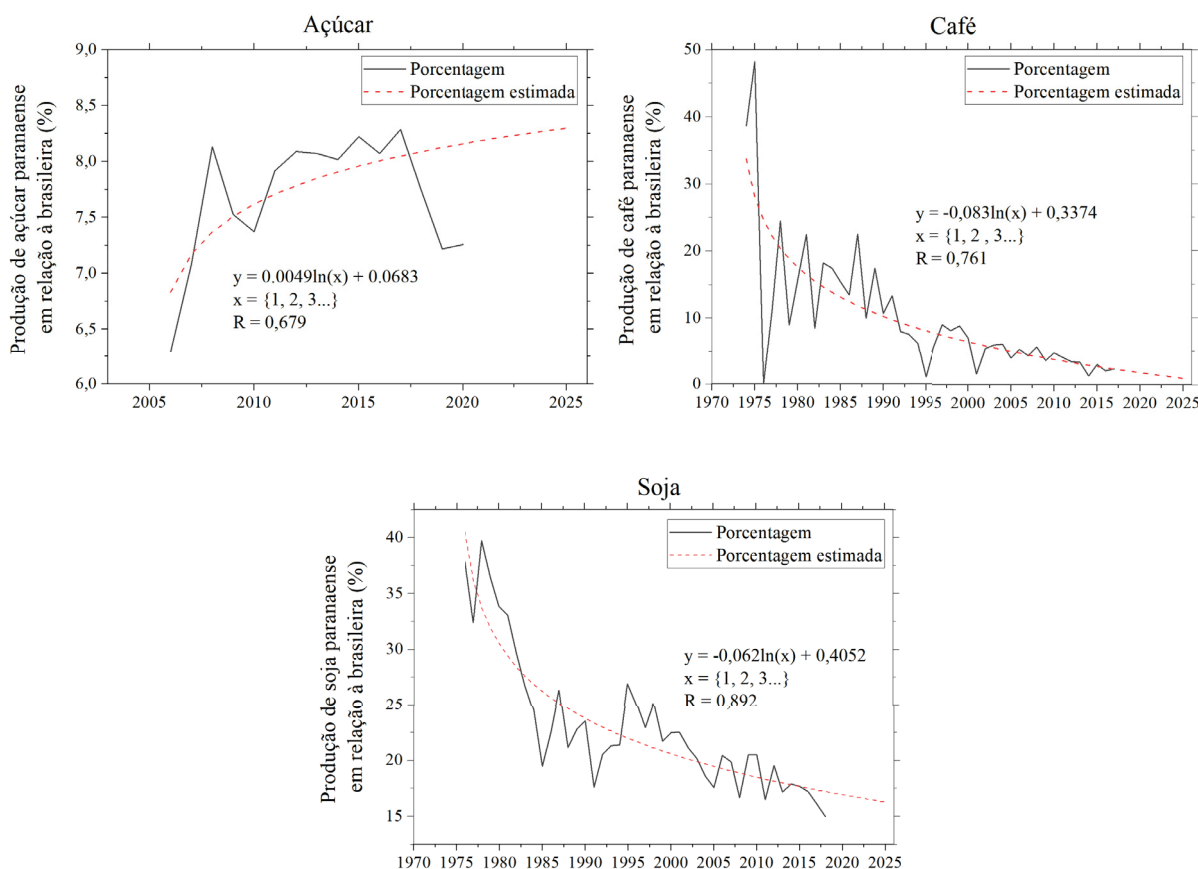 Açúcar
Produção de açúcar paranaense
em relação à brasileira (%)
9,0
8,5
8,0
7,5
7,0
6,5
6,0
Porcentagem
Porcentagem estimada
y = 0.0049ln(x) + 0.0683
x = {1, 2, 3...}
R = 0,679
2005 2010 2015 2020 2025
Café
Produção de café paranaense
em relação à brasileira (%)
50
40
30
20
10
0
Porcentagem
Porcentagem estimada
y = -0,083ln(x) + 0,3374
x = {1, 2 , 3...}
R = 0,761
1970 1975 1981 1985 1990 1995 2000 2005 2010 2015 2020 2025
Soja
Produção de soja paranaense
em relação à brasileira (%)
40
35
30
25
20
15
Porcentagem
Porcentagem estimada
y = -0,062ln(x) + 0,4052
x = {1, 2, 3...}
R = 0,892
1970 1975 1980 1985 1990 1995 2000 2005 2010 2015 2020 2025